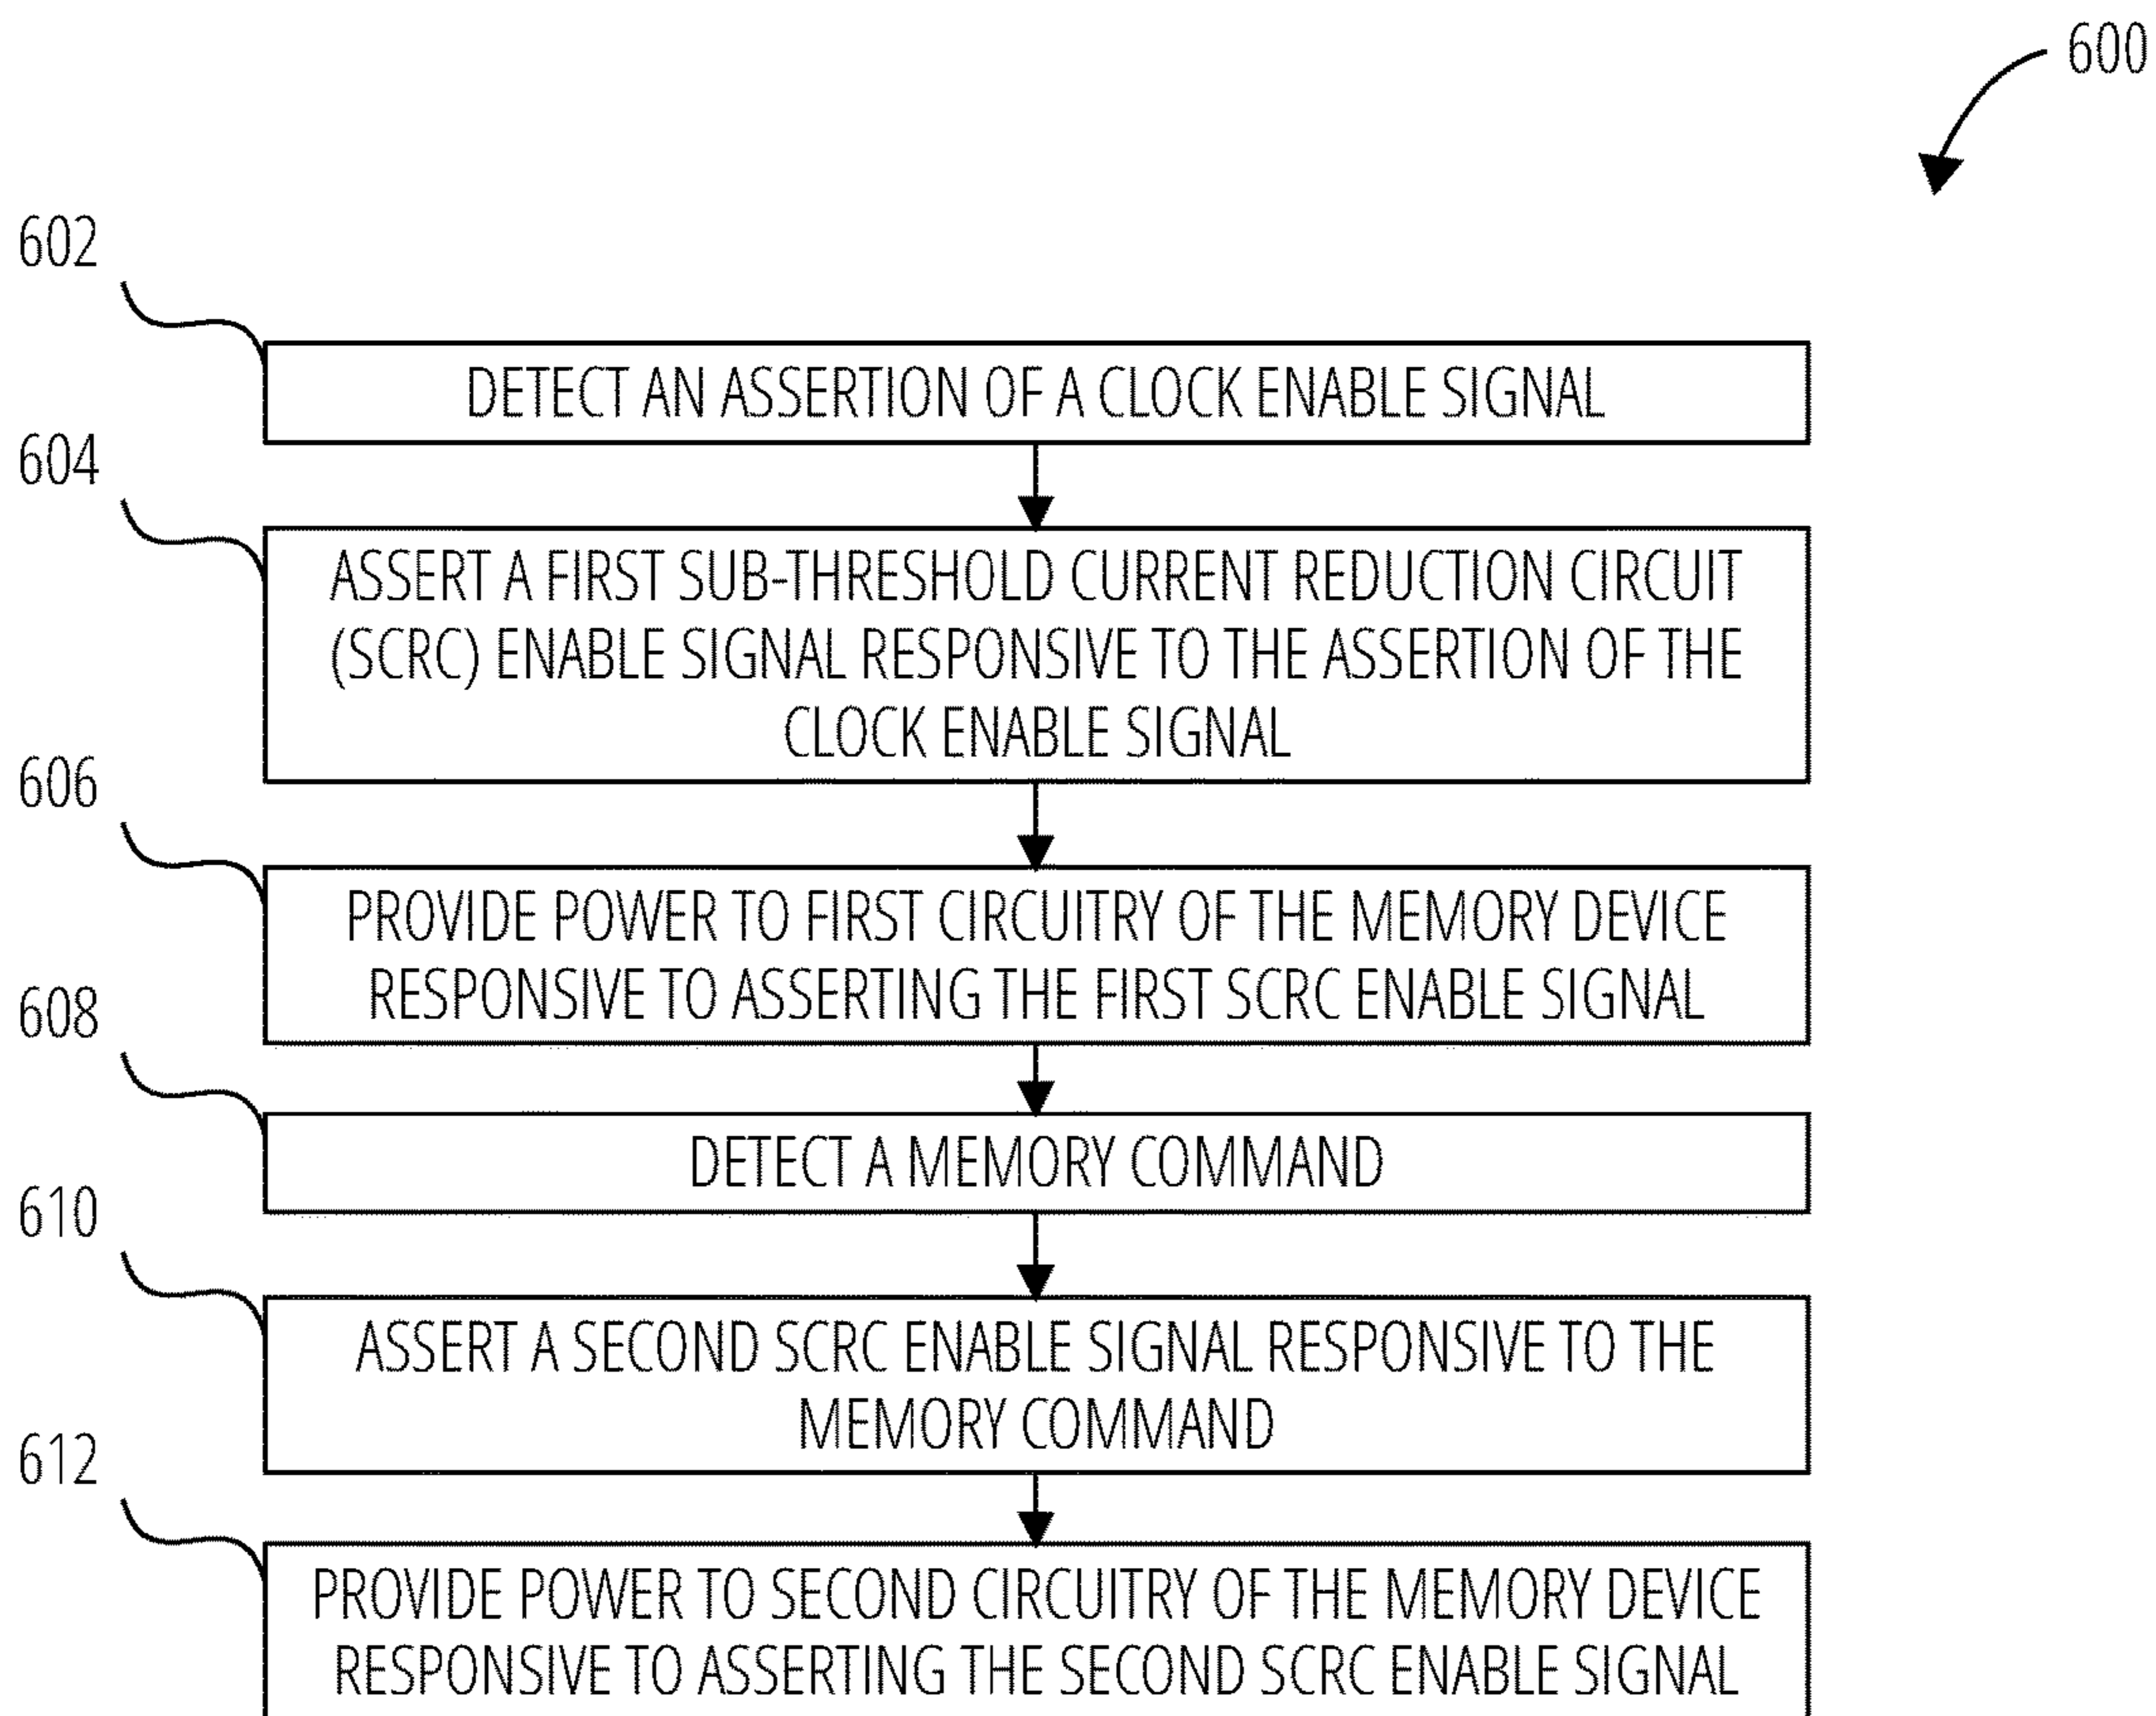 600
602
DETECT AN ASSERTION OF A CLOCK ENABLE SIGNAL
604
ASSERT A FIRST SUB-THRESHOLD CURRENT REDUCTION CIRCUIT
(SCRC) ENABLE SIGNAL RESPONSIVE TO THE ASSERTION OF THE
CLOCK ENABLE SIGNAL
606
PROVIDE POWER TO FIRST CIRCUITRY OF THE MEMORY DEVICE
RESPONSIVE TO ASSERTING THE FIRST SCRC ENABLE SIGNAL
608
DETECT A MEMORY COMMAND
610
ASSERT A SECOND SCRC ENABLE SIGNAL RESPONSIVE TO THE
MEMORY COMMAND
612
PROVIDE POWER TO SECOND CIRCUITRY OF THE MEMORY DEVICE
RESPONSIVE TO ASSERTING THE SECOND SCRC ENABLE SIGNAL